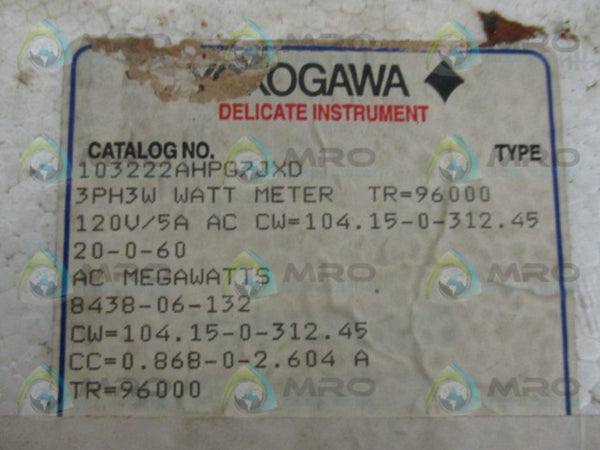 OGAWA
DELICATE INSTRUMENT
CATALOG NO. TYPE
103222AHPG7JXD
3PH3W WATT METER TR=96000
120V/5A AC CW=104.15-0-312.45
20-0-60
AC MEGAWATTS
8438-06-132
CW=104.15-0-312.45
CC=0.868-0-2.604 A
TR=96000
MRO